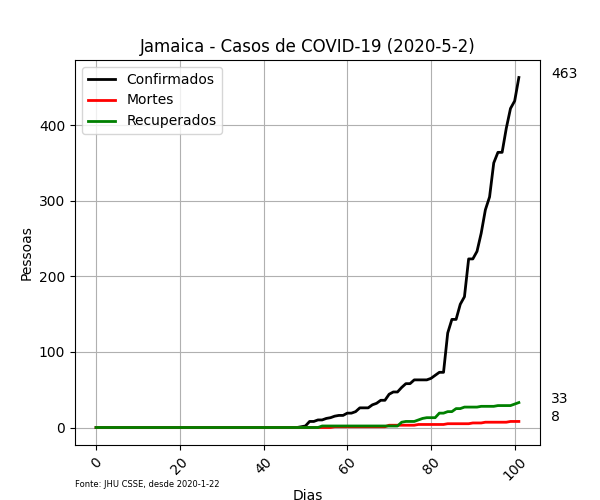 Jamaica - Casos de COVID-19 (2020-5-2)
Confirmados
Mortes
Recuperados
463
400
300
200
100
0
33
8
Pessoas
0
20
40
60
80
100
Fonte: JHU CSSE, desde 2020-1-22
Dias